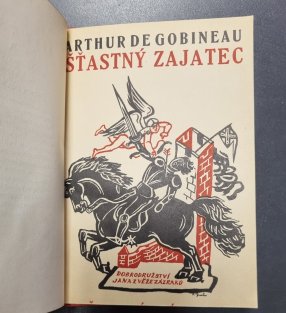 ARTHUR DE GOBINEAU
ŠŤASTNÝ ZAJATEC
DOBRODRUŽSTVÍ
JANA Z VĚŽE ZÁZRAKŮ